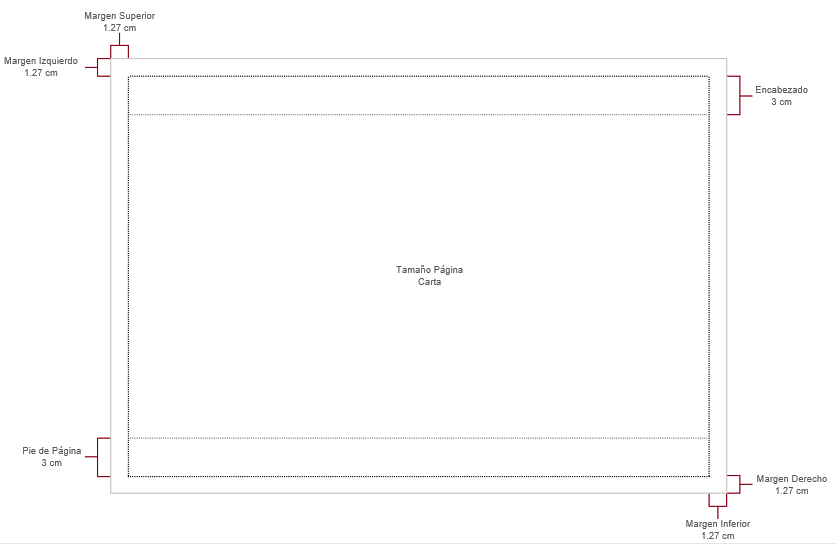 Margen Superior
1.27 cm
Margen Izquierdo
1.27 cm
Encabezado
3 cm
Tamaño Página
Carta
Pie de Página
3 cm
Margen Derecho
1.27 cm
Margen Inferior
1.27 cm